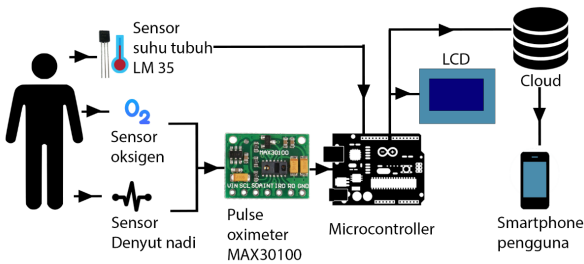 Sensor
suhu tubuh
LM 35
O2
Sensor
oksigen
Sensor
Denyut nadi
MAX30100
VIN SCL SDA INT IRD RD GND
Pulse
oximeter
MAX30100
Microcontroller
LCD
Cloud
Smartphone
pengguna